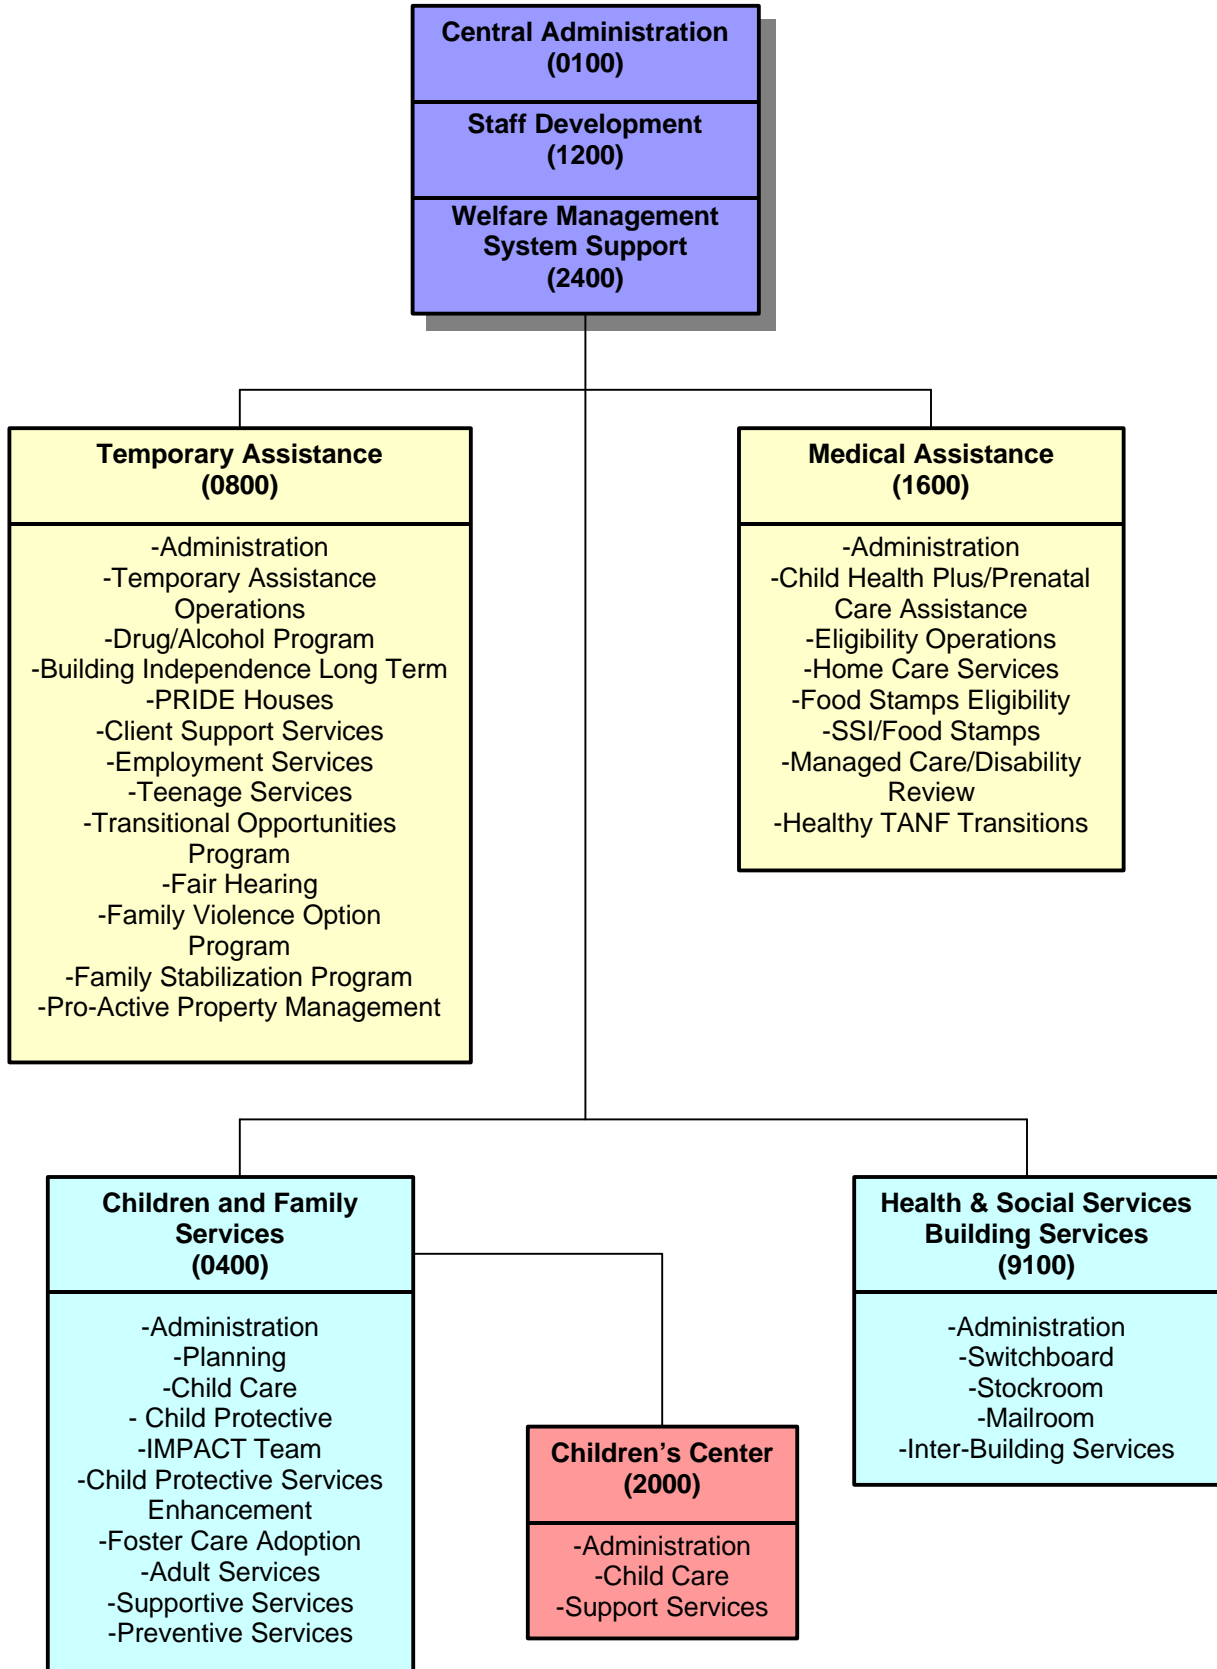 Central Administration
(0100)
Staff Development
(1200)
Welfare Management
System Support
(2400)
Temporary Assistance
(0800)
-Administration
-Temporary Assistance
Operations
-Drug/Alcohol Program
-Building Independence Long Term
-PRIDE Houses
-Client Support Services
-Employment Services
-Teenage Services
-Transitional Opportunities
Program
-Fair Hearing
-Family Violence Option
Program
-Family Stabilization Program
-Pro-Active Property Management
Medical Assistance
(1600)
-Administration
-Child Health Plus/Prenatal
Care Assistance
-Eligibility Operations
-Home Care Services
-Food Stamps Eligibility
-SSI/Food Stamps
-Managed Care/Disability
Review
-Healthy TANF Transitions
Children and Family
Services
(0400)
-Administration
-Planning
-Child Care
- Child Protective
-IMPACT Team
-Child Protective Services
Enhancement
-Foster Care Adoption
-Adult Services
-Supportive Services
-Preventive Services
Children’s Center
(2000)
-Administration
-Child Care
-Support Services
Health & Social Services
Building Services
(9100)
-Administration
-Switchboard
-Stockroom
-Mailroom
-Inter-Building Services